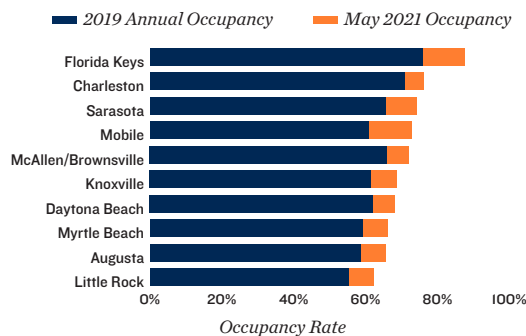 2019 Annual Occupancy May 2021 Occupancy
Florida Keys
Charleston
Sarasota
Mobile
McAllen/Brownsville
Knoxville
Daytona Beach
Myrtle Beach
Augusta
Little Rock
0% 20% 40% 60% 80% 100%
Occupancy Rate